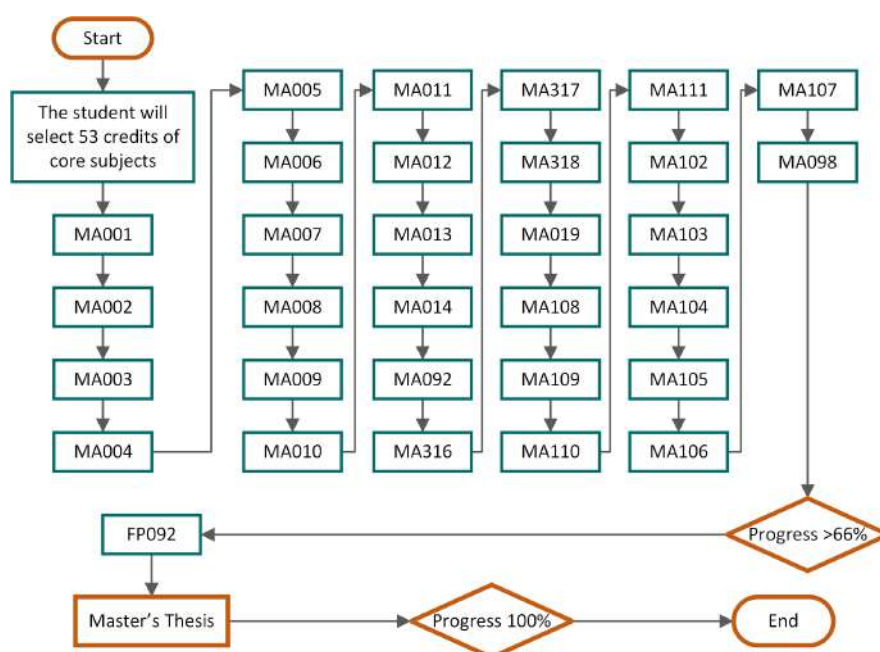 Start
The student will
select 53 credits of
core subjects
MA001
MA002
MA003
MA004
MA005
MA006
MA007
MA008
MA009
MA010
MA011
MA012
MA013
MA014
MA092
MA316
MA317
MA318
MA019
MA108
MA109
MA110
MA111
MA102
MA103
MA104
MA105
MA106
MA107
MA098
Progress >66%
FP092
Master's Thesis
Progress 100%
End